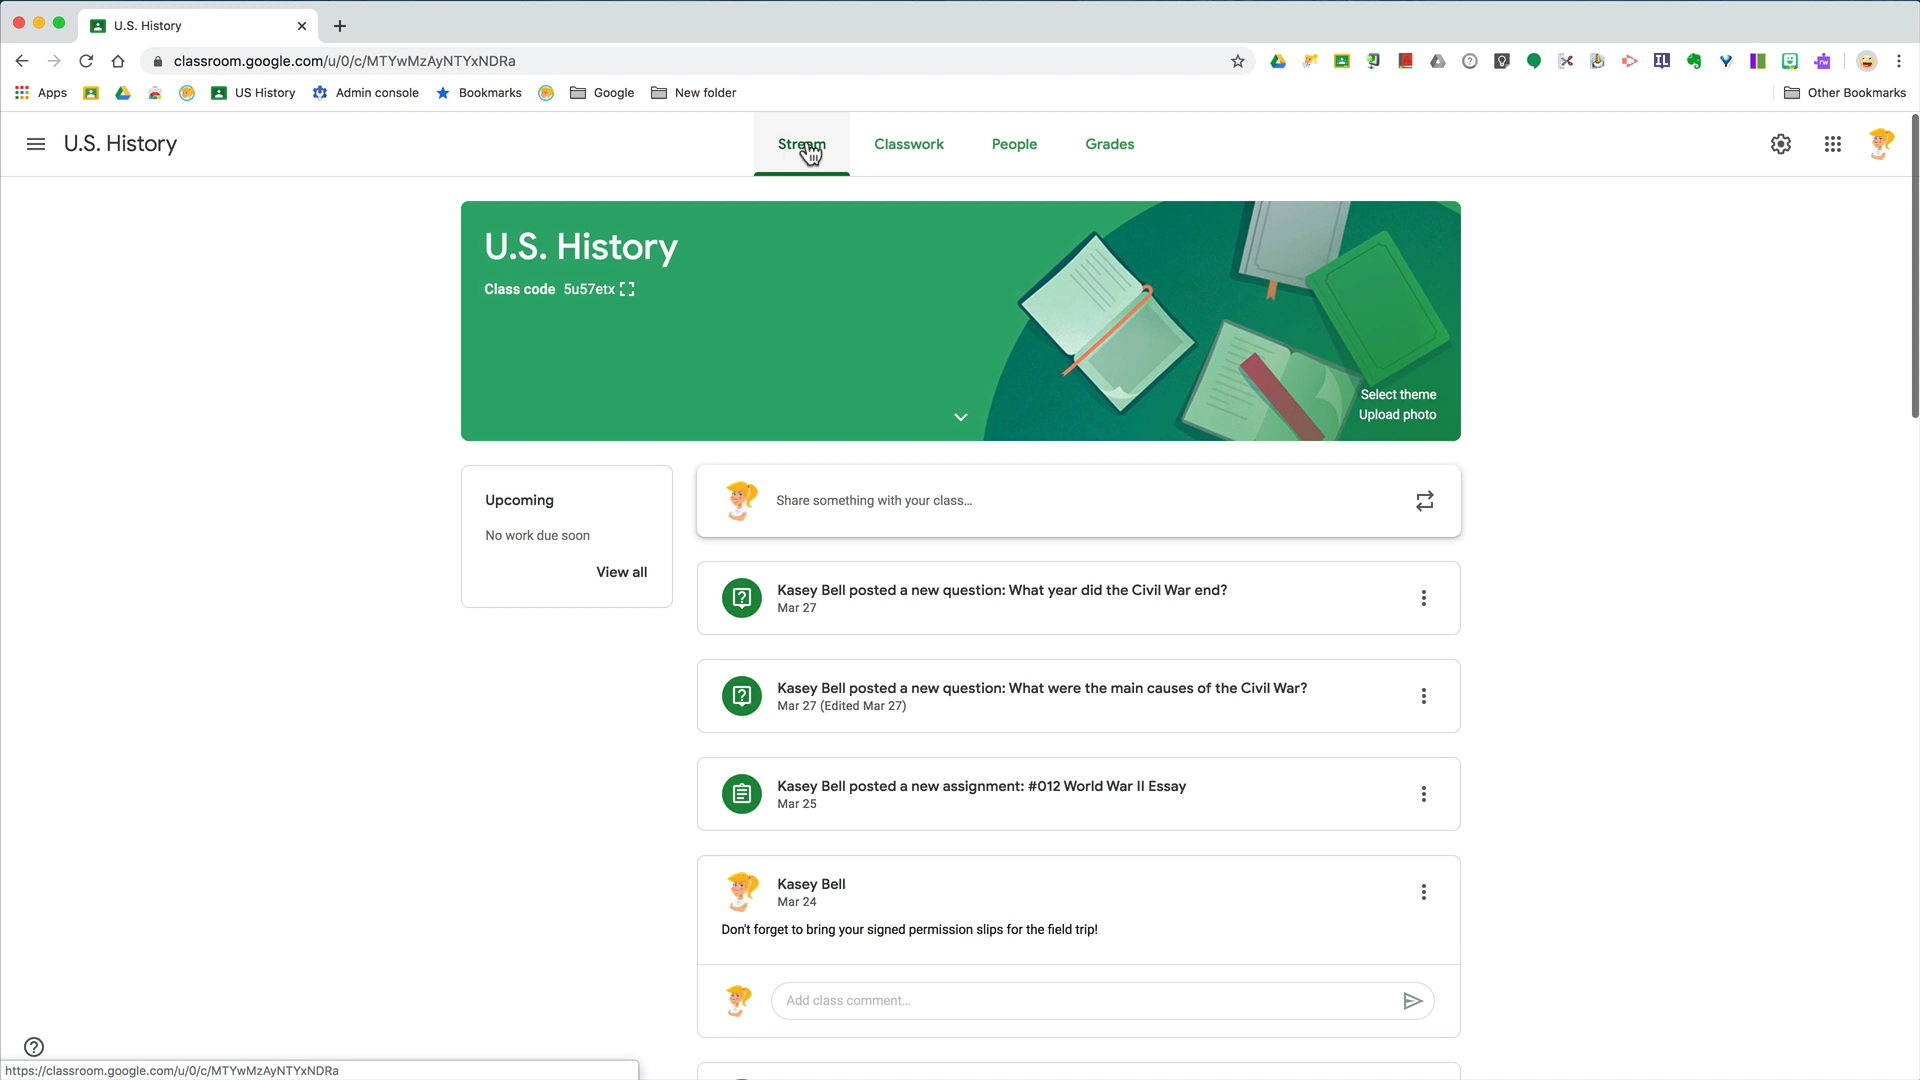 U.S. History
classroom.google.com/u/0/c/MTYwMzAyNTYxNDRa
Apps US History Admin console Bookmarks Google New folder Other Bookmarks
U.S. History Stream Classwork People Grades
U.S. History
Class code 5u57etx
Select theme
Upload photo
Upcoming
No work due soon
View all
Share something with your class...
Kasey Bell posted a new question: What year did the Civil War end?
Mar 27
Kasey Bell posted a new question: What were the main causes of the Civil War?
Mar 27 (Edited Mar 27)
Kasey Bell posted a new assignment: #012 World War II Essay
Mar 25
Kasey Bell
Mar 24
Don't forget to bring your signed permission slips for the field trip!
Add class comment...
https://classroom.google.com/u/0/c/MTYwMzAyNTYxNDRa